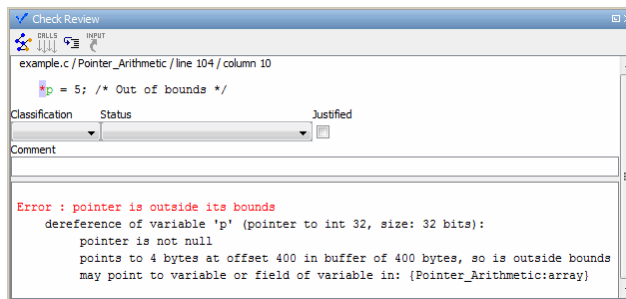 Check Review
CALLS INPUT
example.c / Pointer_Arithmetic / line 104 / column 10
*p = 5; /* Out of bounds */
Classification Status Justified
Comment
Error : pointer is outside its bounds
dereference of variable 'p' (pointer to int 32, size: 32 bits):
pointer is not null
points to 4 bytes at offset 400 in buffer of 400 bytes, so is outside bounds
may point to variable or field of variable in: {Pointer_Arithmetic:array}